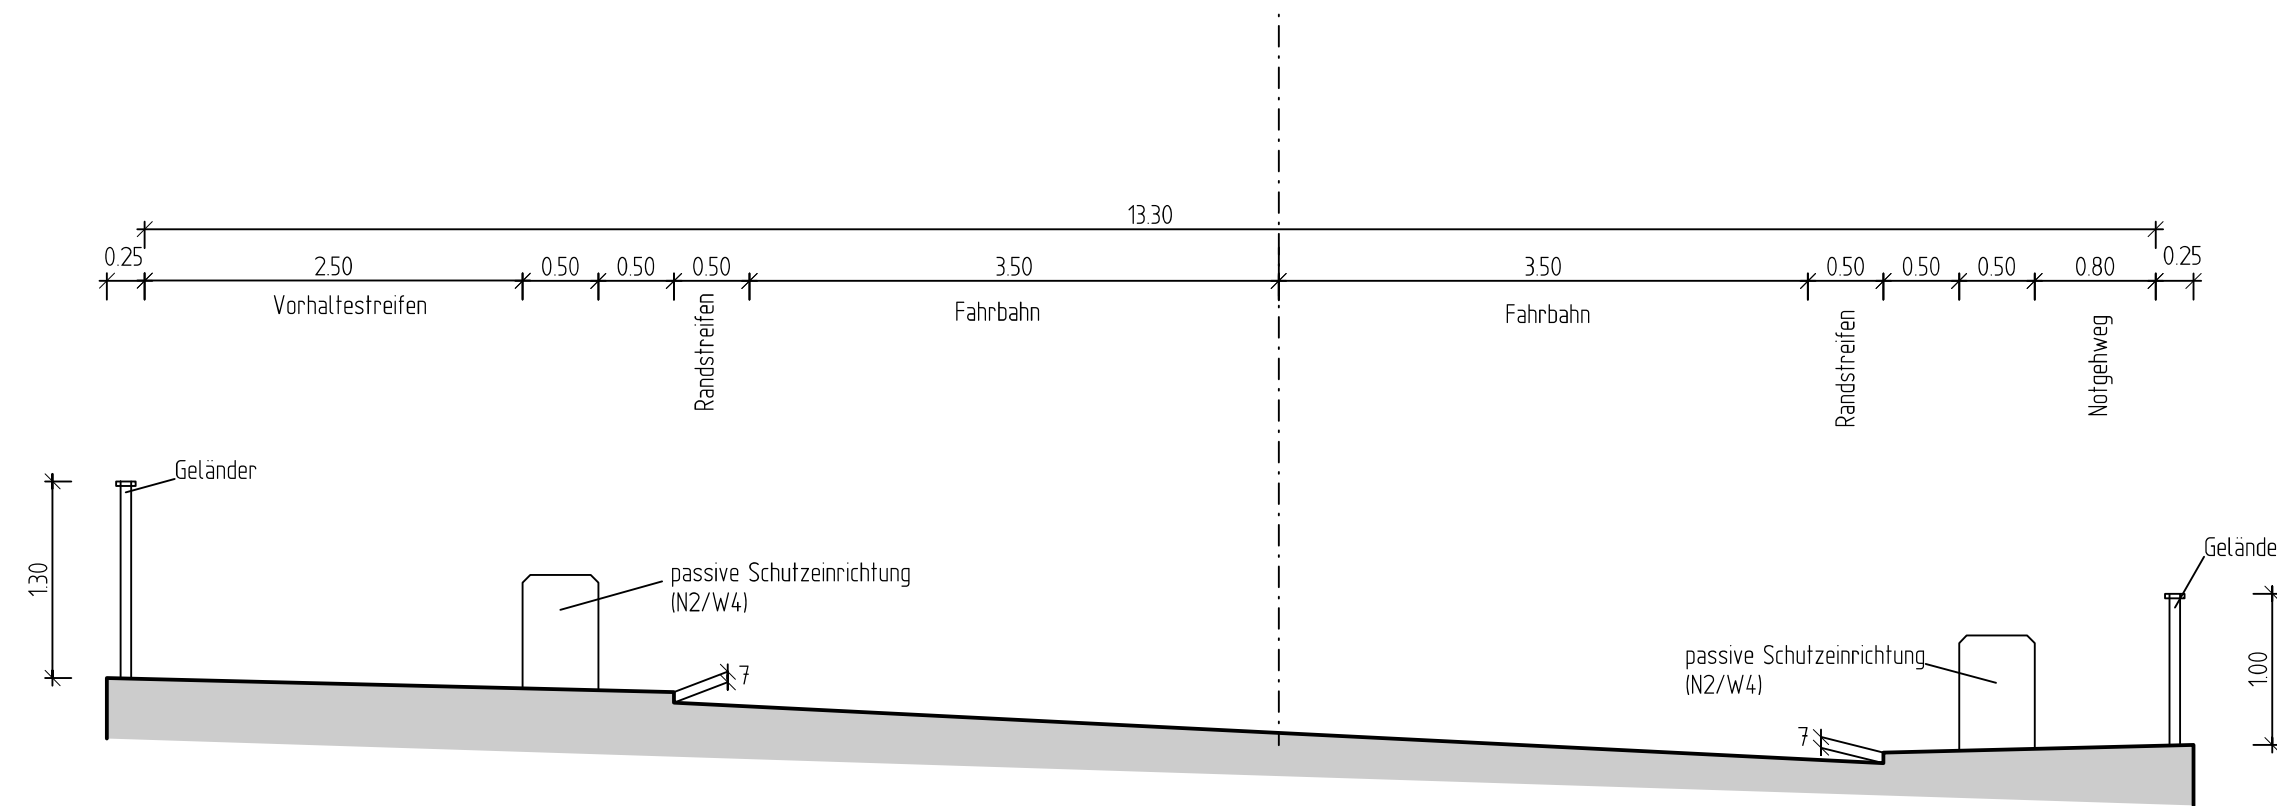 13.30
0.25
2.50
0.50
0.50
0.50
3.50
3.50
0.50
0.50
0.50
0.80
0.25
Vorhaltestreifen
Randstreifen
Fahrbahn
Fahrbahn
Randstreifen
Notgehweg
Geländer
1.30
passive Schutzeinrichtung
(N2/W4)
7
Gelände
passive Schutzeinrichtung
(N2/W4)
7
1.00